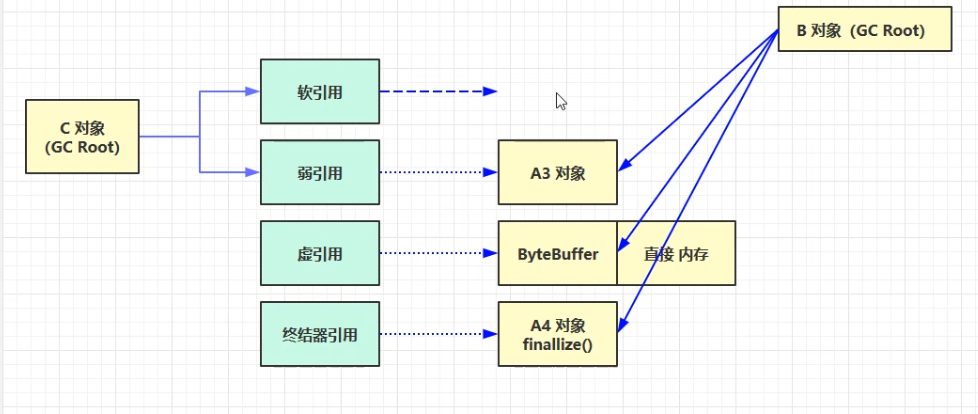 B 对象 (GC Root)
软引用
C 对象
(GC Root)
弱引用
A3 对象
虚引用
ByteBuffer
直接 内存
终结器引用
A4 对象
finallize()